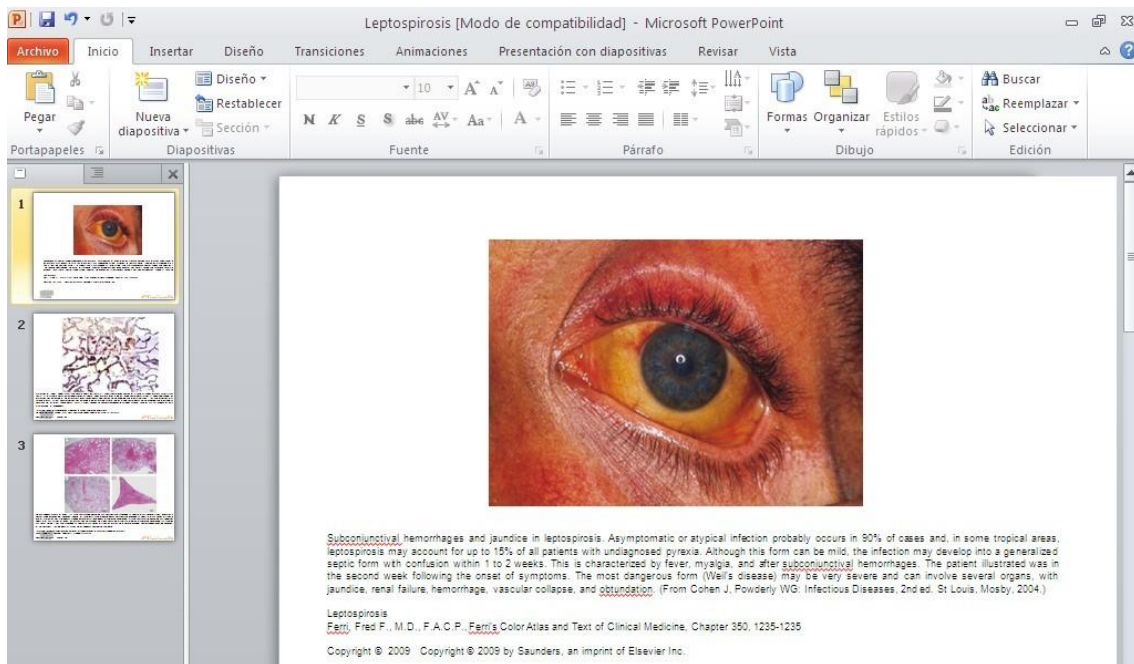 Leptospirosis [Modo de compatibilidad] - Microsoft PowerPoint
Archivo Inicio Insertar Diseño Transiciones Animaciones Presentación con diapositivas Revisar Vista
Pegar
Nueva diapositiva
Diseño
Restablecer
Sección
10
N K S S abc AV Aa A
Formas Organizar Estilos rápidos
Buscar
Reemplazar
Seleccionar
Portapapeles Diapositivas Fuente Párrafo Dibujo Edición
1
2
3
Subconjunctival hemorrhages and jaundice in leptospirosis. Asymptomatic or atypical infection probably occurs in 90% of cases and, in some tropical areas,
leptospirosis may account for up to 15% of all patients with undiagnosed pyrexia. Although this form can be mild, the infection may develop into a generalized
septic form with confusion within 1 to 2 weeks. This is characterized by fever, myalgia, and after subconjunctival hemorrhages. The patient illustrated was in
the second week following the onset of symptoms. The most dangerous form (Weil's disease) may be very severe and can involve several organs, with
jaundice, renal failure, hemorrhage, vascular collapse, and obtundation. (From Cohen J, Powderly WG: Infectious Diseases, 2nd ed. St Louis, Mosby, 2004.)
Leptospirosis
Ferri, Fred F., M.D., F.A.C.P., Ferri's Color Atlas and Text of Clinical Medicine, Chapter 350, 1235-1235
Copyright © 2009 Copyright © 2009 by Saunders, an imprint of Elsevier Inc.